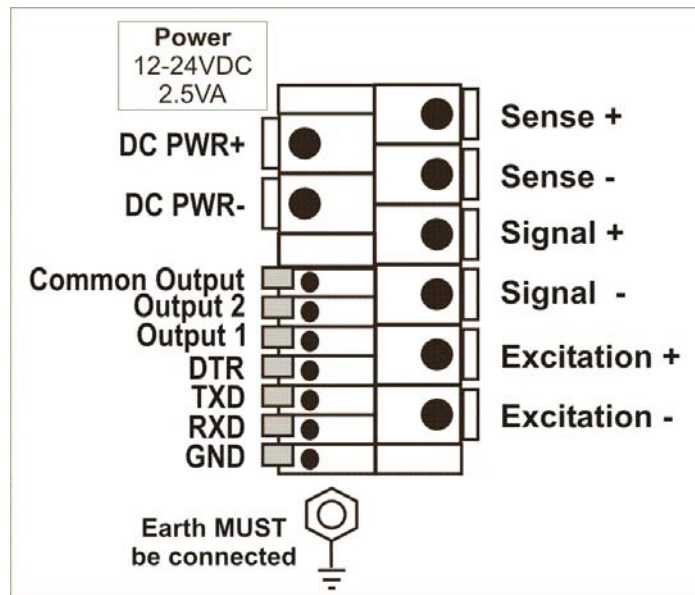 Power
12-24VDC
2.5VA
DC PWR+
DC PWR-
Common Output
Output 2
Output 1
DTR
TXD
RXD
GND
Sense +
Sense -
Signal +
Signal -
Excitation +
Excitation -
Earth MUST
be connected